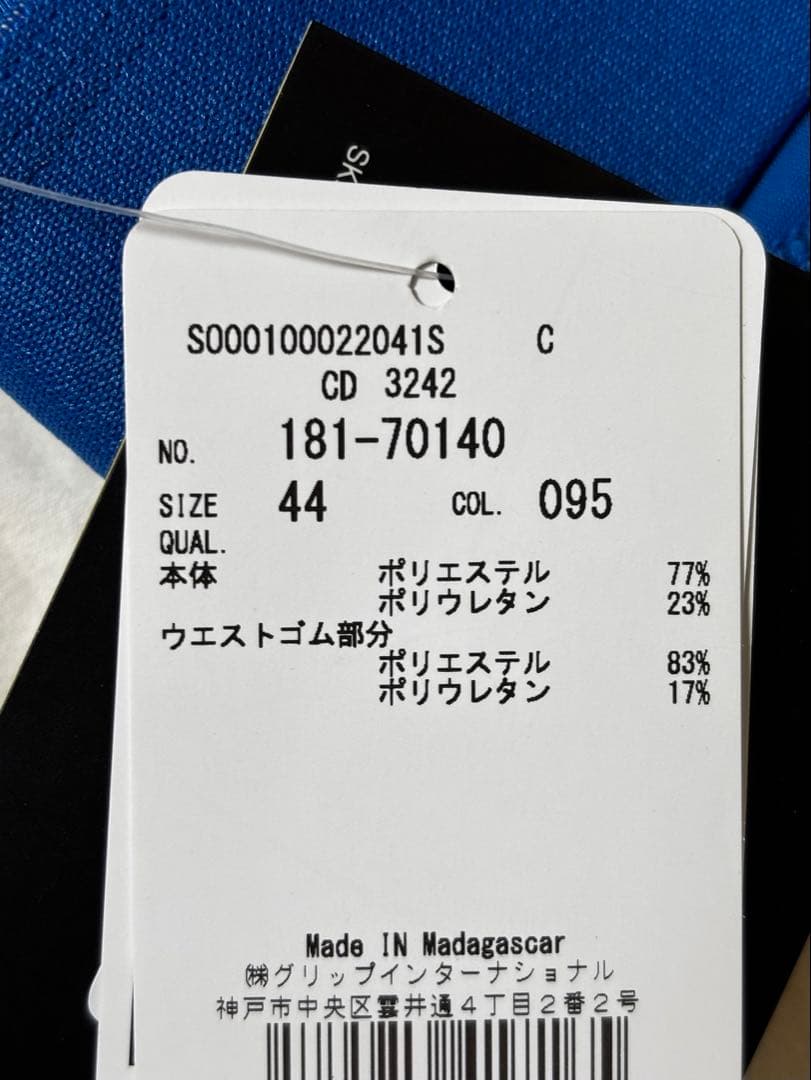 SK
S000100022041S C
CD 3242
NO. 181-70140
SIZE 44 COL. 095
QUAL.
本体 ポリエステル 77%
ポリウレタン 23%
ウエストゴム部分
ポリエステル 83%
ポリウレタン 17%
Made IN Madagascar
㈱グリップインターナショナル
神戸市中央区雲井通4丁目2番2号